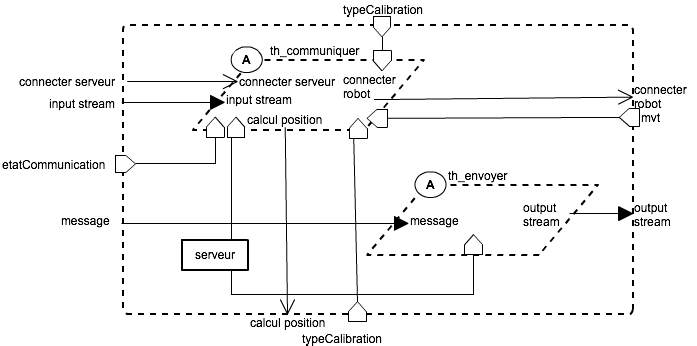 typeCalibration
A
th_communiquer
connecter serveur
connecter serveur
connecter
robot
connecter
robot
input stream
input stream
mvt
calcul position
etatCommunication
A
th_envoyer
message
message
output
stream
output
stream
serveur
calcul position
typeCalibration